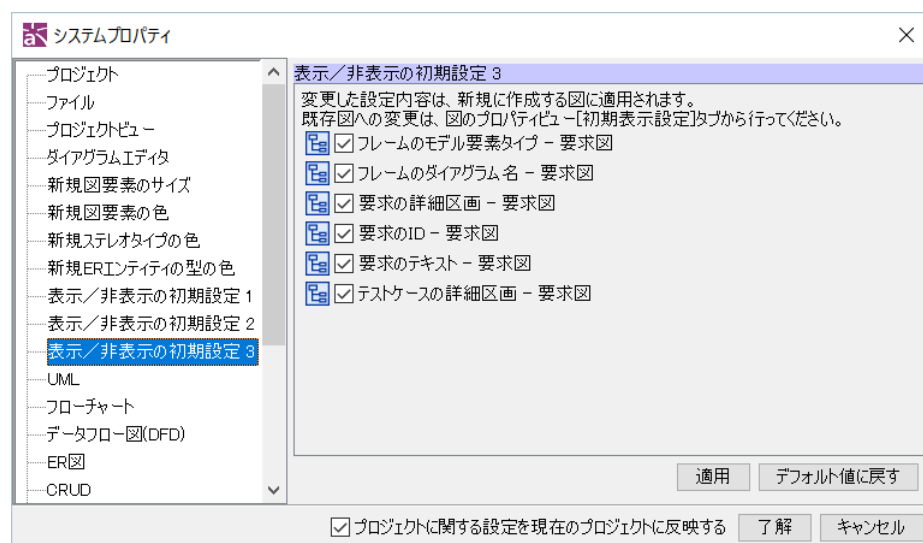 システムプロパティ
プロジェクト
ファイル
プロジェクトビュー
ダイアグラムエディタ
新規図要素のサイズ
新規図要素の色
新規ステレオタイプの色
新規ERエンティティの型の色
表示／非表示の初期設定 1
表示／非表示の初期設定 2
表示／非表示の初期設定 3
UML
フローチャート
データフロー図(DFD)
ER図
CRUD
表示／非表示の初期設定 3
変更した設定内容は、新規に作成する図に適用されます。
既存図への変更は、図のプロパティビュー[初期表示設定]タブから行ってください。
フレームのモデル要素タイプ - 要求図
フレームのダイアグラム名 - 要求図
要求の詳細区画 - 要求図
要求のID - 要求図
要求のテキスト - 要求図
テストケースの詳細区画 - 要求図
適用
デフォルト値に戻す
プロジェクトに関する設定を現在のプロジェクトに反映する
了解
キャンセル